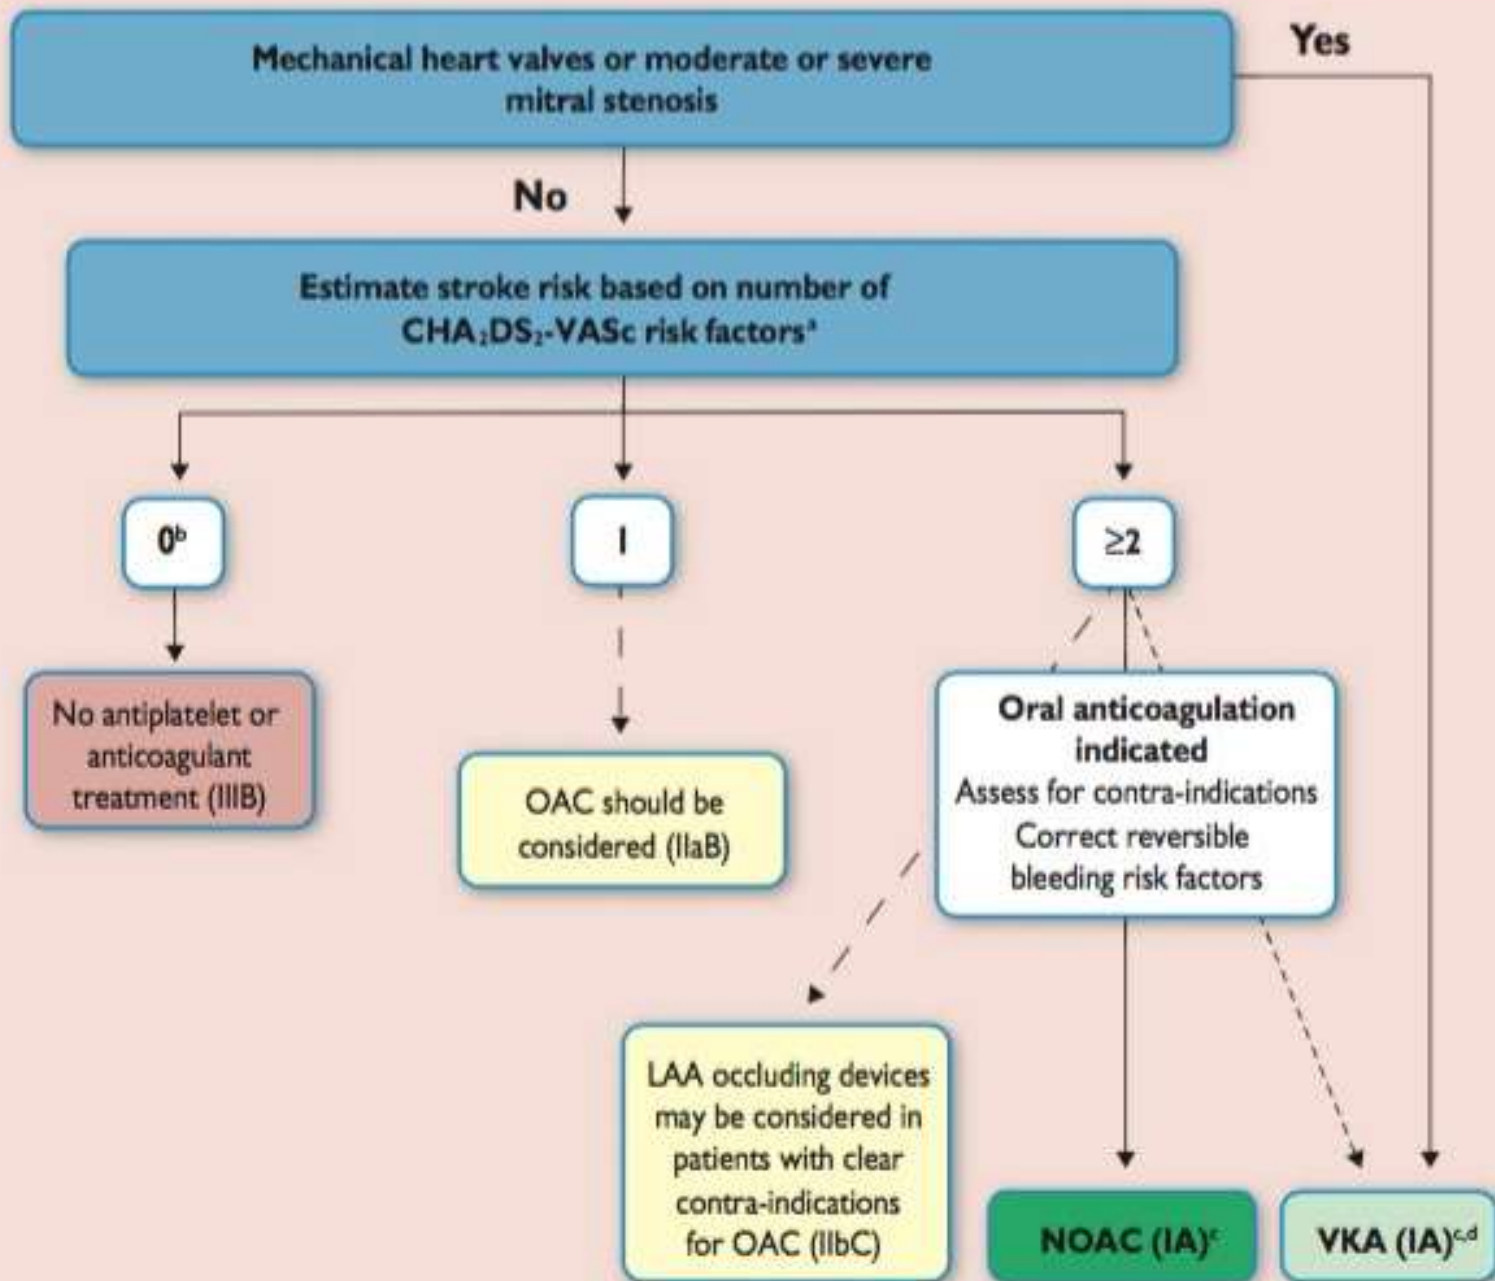 Mechanical heart valves or moderate or severe
mitral stenosis
Yes
No
Estimate stroke risk based on number of
CHA₂DS₂-VASc risk factorsᵃ
0ᵇ
1
≥2
No antiplatelet or
anticoagulant
treatment (IIIB)
OAC should be
considered (IIaB)
Oral anticoagulation
indicated
Assess for contra-indications
Correct reversible
bleeding risk factors
LAA occluding devices
may be considered in
patients with clear
contra-indications
for OAC (IIbC)
NOAC (IA)ᶜ
VKA (IA)ᶜ,ᵈ